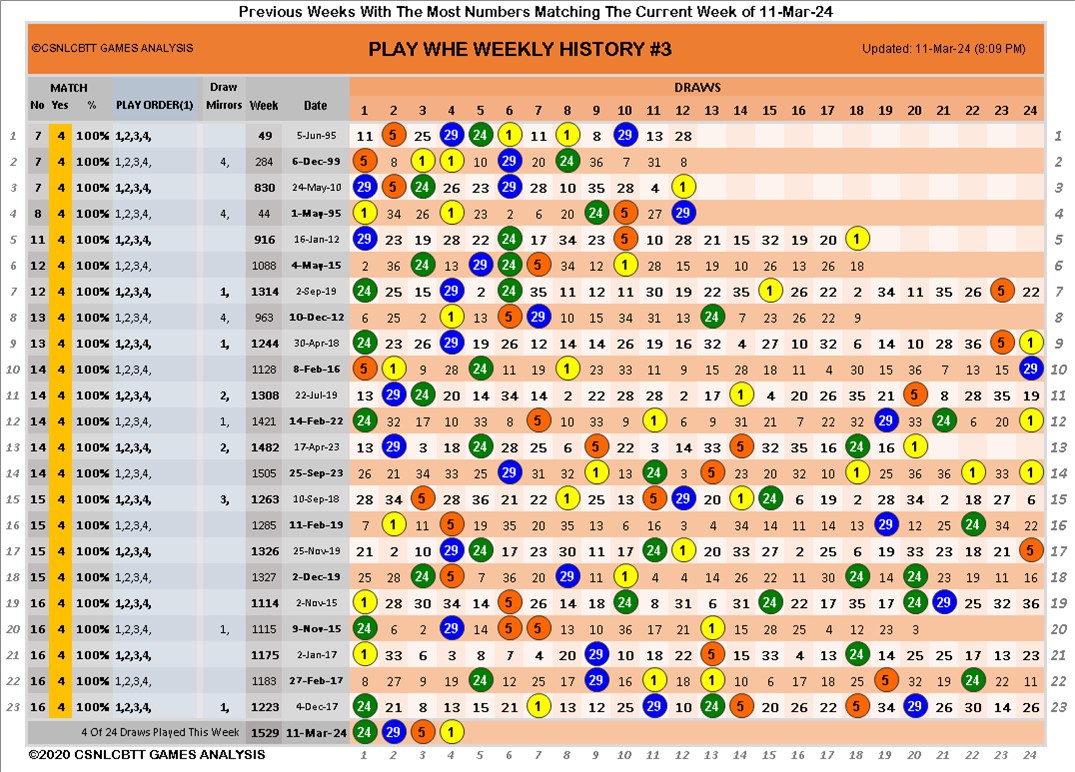 Previous Weeks With The Most Numbers Matching The Current Week of 11-Mar-24
©CSNLCBTT GAMES ANALYSIS PLAY WHE WEEKLY HISTORY #3 Updated: 11-Mar-24 (8:09 PM)
MATCH Draw DRAWS
No Yes % PLAY ORDER(1) Mirrors Week Date 1 2 3 4 5 6 7 8 9 10 11 12 13 14 15 16 17 18 19 20 21 22 23 24
1 7 4 100% 1,2,3,4, 49 5-Jun-95 11 5 25 29 24 1 11 1 8 29 13 28 1
2 7 4 100% 1,2,3,4, 4, 284 6-Dec-99 5 8 1 1 10 29 20 24 36 7 31 8 2
3 7 4 100% 1,2,3,4, 830 24-May-10 29 5 24 26 23 29 28 10 35 28 4 1 3
4 8 4 100% 1,2,3,4, 4, 44 1-May-95 1 34 26 1 23 2 6 20 24 5 27 29 4
5 11 4 100% 1,2,3,4, 916 16-Jan-12 29 23 19 28 22 24 17 34 23 5 10 28 21 15 32 19 20 1 5
6 12 4 100% 1,2,3,4, 1088 4-May-15 2 36 24 13 29 24 5 34 12 1 28 15 19 10 26 13 26 18 6
7 12 4 100% 1,2,3,4, 1, 1314 2-Sep-19 24 25 15 29 2 24 35 11 12 11 30 19 22 35 1 26 22 2 34 11 35 26 5 22 7
8 13 4 100% 1,2,3,4, 4, 963 10-Dec-12 6 25 2 1 13 5 29 10 15 34 31 13 24 7 23 26 22 9 8
9 13 4 100% 1,2,3,4, 1, 1244 30-Apr-18 24 23 26 29 19 26 12 14 14 26 19 16 32 4 27 10 32 6 14 10 28 36 5 1 9
10 14 4 100% 1,2,3,4, 1128 8-Feb-16 5 1 9 28 24 11 19 1 23 33 11 9 15 28 18 11 4 30 15 36 7 13 15 29 10
11 14 4 100% 1,2,3,4, 2, 1308 22-Jul-19 13 29 24 20 14 34 14 2 22 28 28 2 17 1 4 20 26 35 21 5 8 28 35 19 11
12 14 4 100% 1,2,3,4, 1, 1421 14-Feb-22 24 32 17 10 33 8 5 10 33 9 1 6 9 31 21 7 22 32 29 33 24 6 20 1 12
13 14 4 100% 1,2,3,4, 2, 1482 17-Apr-23 13 29 3 18 24 28 25 6 5 22 3 14 33 5 32 15 18 24 16 1 13
14 14 4 100% 1,2,3,4, 1505 25-Sep-23 26 21 34 33 25 29 31 32 1 13 24 3 5 23 20 32 10 1 25 36 36 1 33 1 14
15 15 4 100% 1,2,3,4, 3, 1263 10-Sep-18 28 34 5 28 36 21 22 1 25 13 5 29 20 1 24 6 19 2 28 34 2 18 27 6 15
16 15 4 100% 1,2,3,4, 1285 11-Feb-19 7 1 11 5 19 35 20 35 13 6 16 3 4 34 14 11 14 13 29 12 25 24 34 22 16
17 15 4 100% 1,2,3,4, 1326 25-Nov-19 21 2 10 29 24 17 23 30 11 17 24 1 20 33 27 2 25 6 19 33 23 18 21 5 17
18 15 4 100% 1,2,3,4, 1327 2-Dec-19 25 28 24 5 7 36 20 29 11 1 4 4 14 26 22 11 30 24 14 24 23 19 11 16 18
19 16 4 100% 1,2,3,4, 1114 2-Nov-15 1 28 30 34 14 5 26 14 18 24 8 31 6 31 24 22 17 35 17 24 29 25 32 36 19
20 16 4 100% 1,2,3,4, 1, 1115 9-Nov-15 24 6 2 29 14 5 5 13 10 36 17 21 1 15 28 25 4 12 23 3 20
21 16 4 100% 1,2,3,4, 1175 2-Jan-17 1 33 6 3 8 7 4 20 29 10 18 22 5 15 33 4 13 24 14 25 25 17 13 23 21
22 16 4 100% 1,2,3,4, 1183 27-Feb-17 8 27 9 19 24 12 25 17 29 16 1 18 1 10 6 17 18 25 5 32 19 24 22 11 22
23 16 4 100% 1,2,3,4, 1, 1223 4-Dec-17 24 21 8 13 15 21 1 13 12 25 29 10 24 5 20 26 22 5 20 29 26 30 14 26 23
4 Of 24 Draws Played This Week 1529 11-Mar-24 24 29 5 1
©2020 CSNLCBTT GAMES ANALYSIS 1 2 3 4 5 6 7 8 9 10 11 12 13 14 15 16 17 18 19 20 21 22 23 24